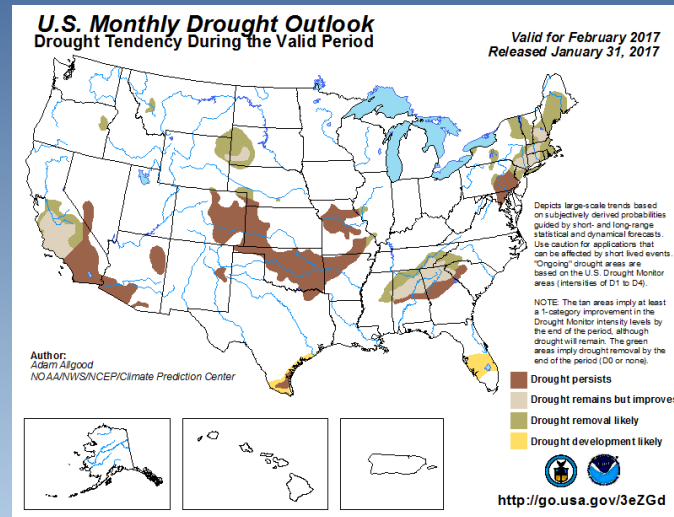 U.S. Monthly Drought Outlook
Drought Tendency During the Valid Period
Valid for February 2017
Released January 31, 2017
Depicts large-scale trends based
on subjectively derived probabilities
guided by short- and long-range
statistical and dynamical forecasts.
Use caution for applications that
can be affected by short lived events.
"Ongoing" drought areas are
based on the U.S. Drought Monitor
areas (intensities of D1 to D4).
NOTE: The tan areas imply at least
a 1-category improvement in the
Drought Monitor intensity levels by
the end of the period, although
drought will remain. The green
areas imply drought removal by the
end of the period (D0 or none).
Author:
Adam Allgood
NOAA/NWS/NCEP/Climate Prediction Center
Drought persists
Drought remains but improves
Drought removal likely
Drought development likely
http://go.usa.gov/3eZGd